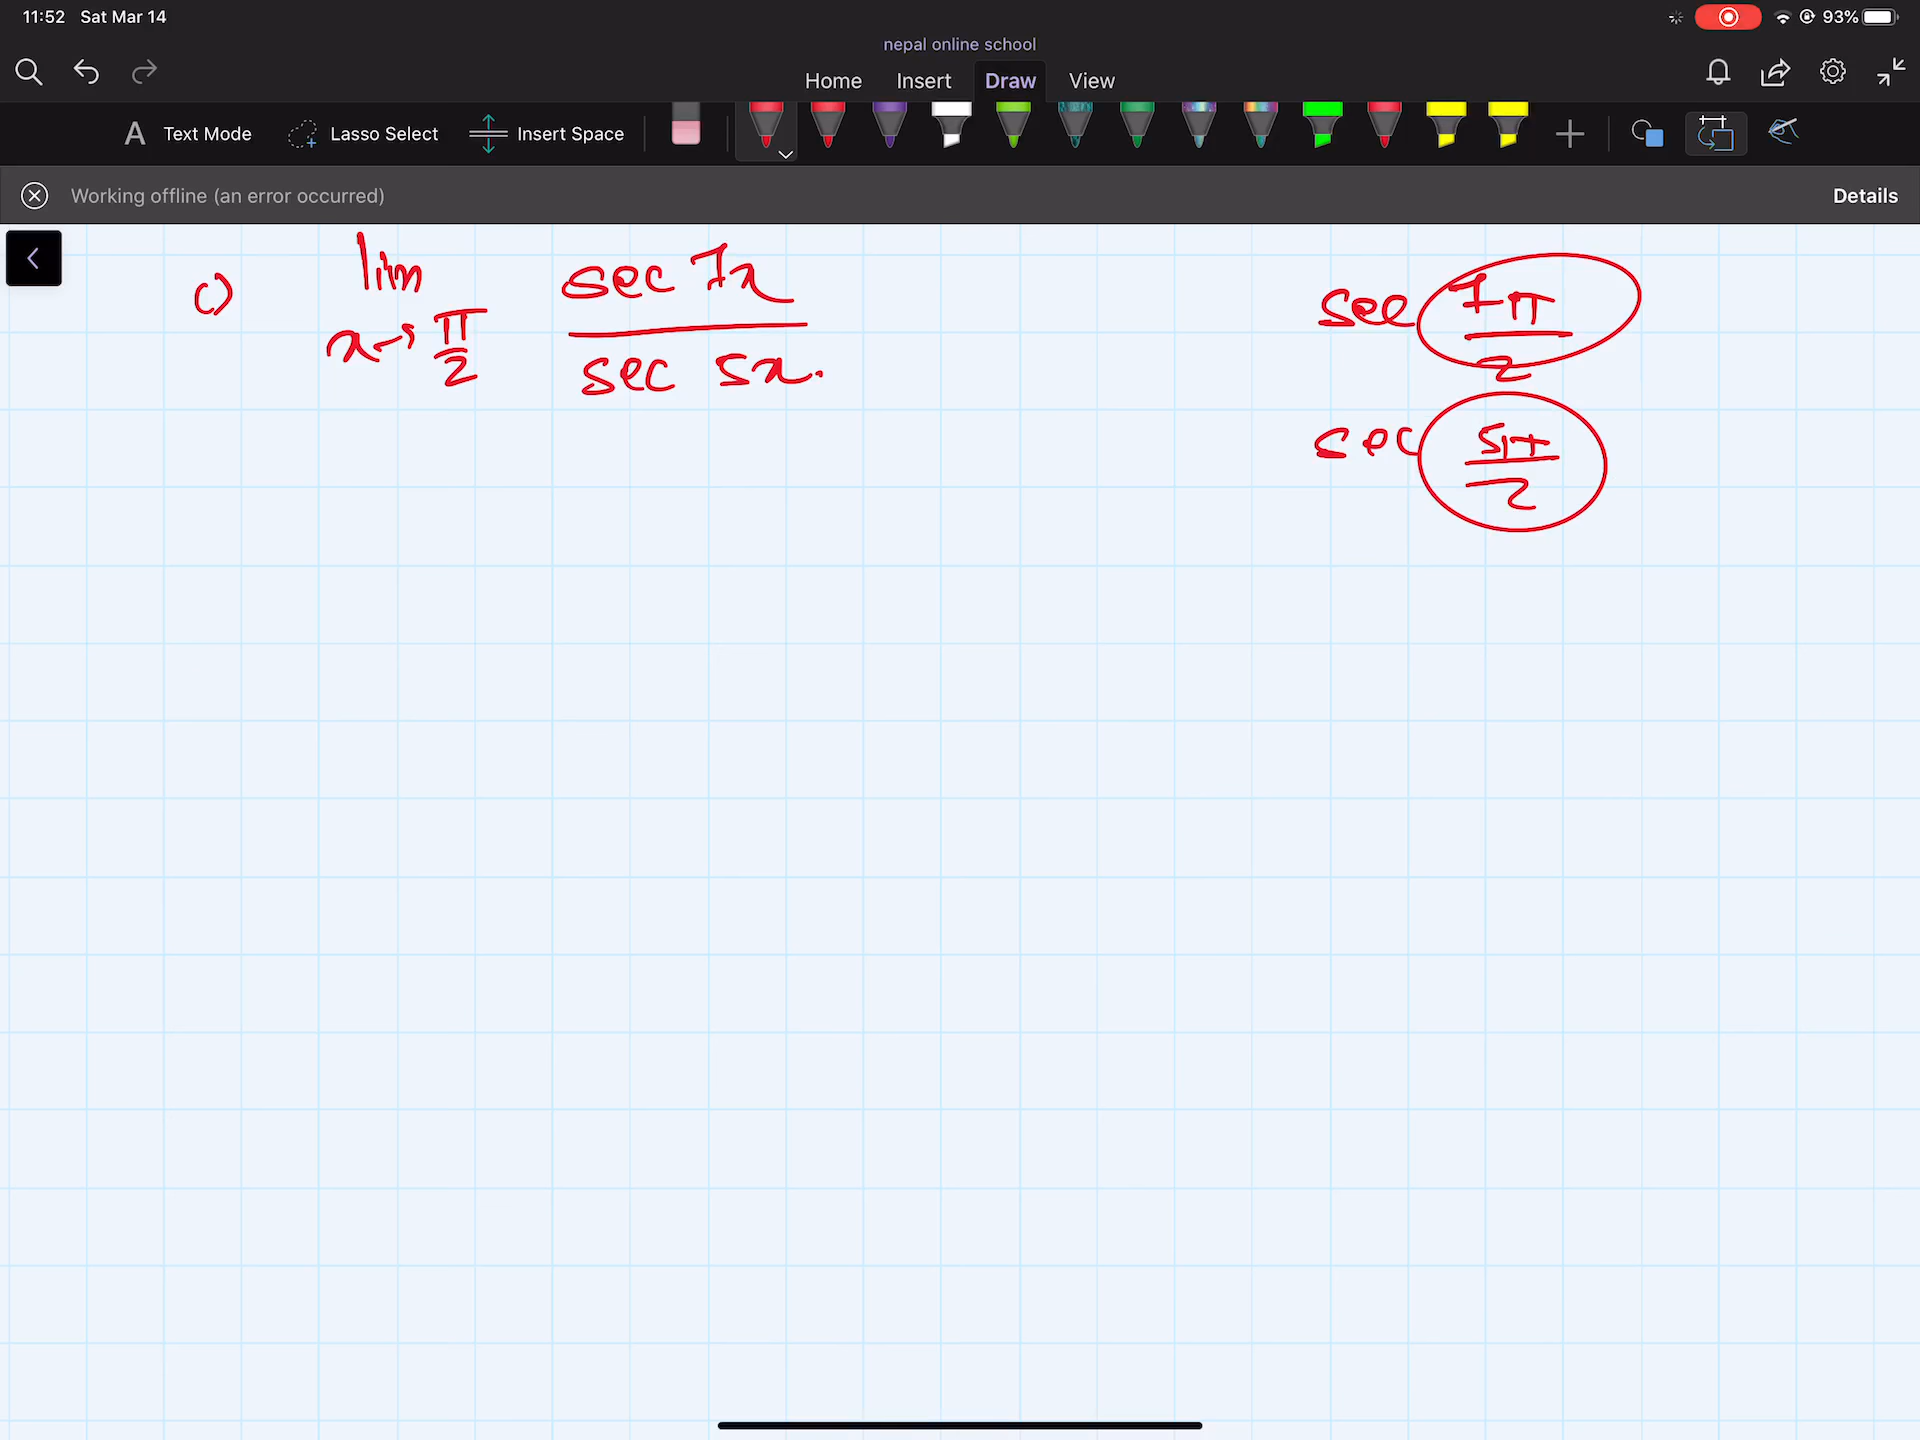 11:52 Sat Mar 14
93%
nepal online school
Home Insert Draw View
A Text Mode Lasso Select Insert Space
Working offline (an error occurred) Details
c) lim x→π/2 sec 7x / sec 5x.
sec 7π/2
sec 5π/2